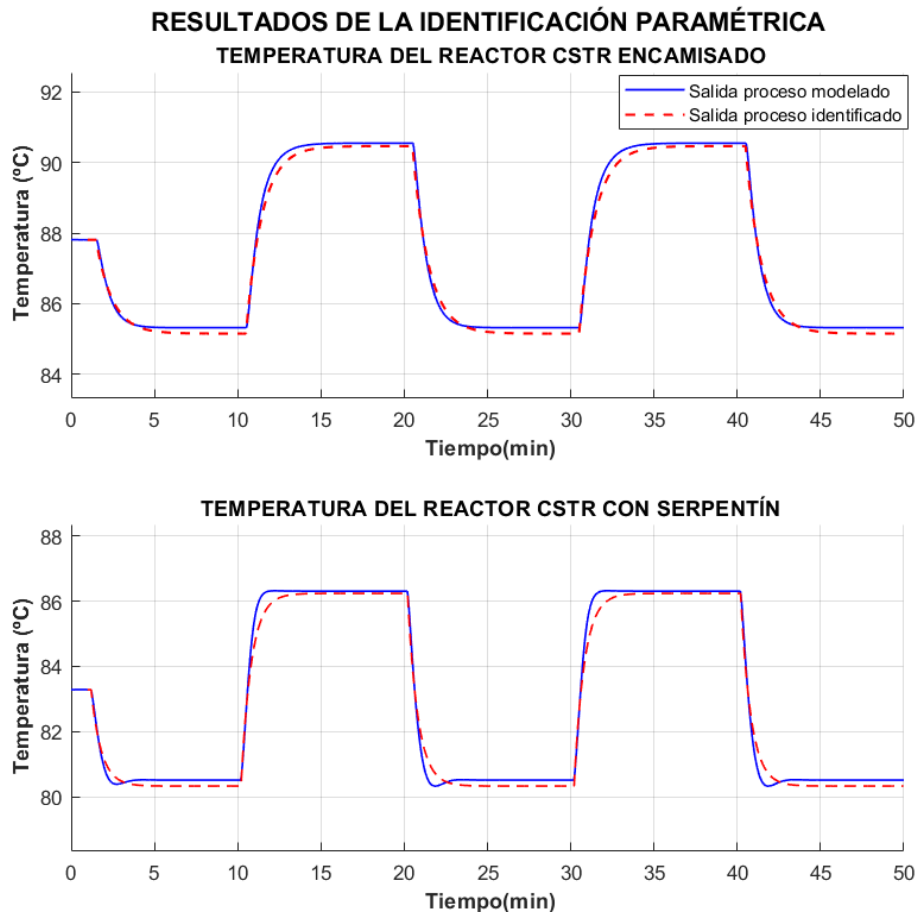 RESULTADOS DE LA IDENTIFICACIÓN PARAMÉTRICA
TEMPERATURA DEL REACTOR CSTR ENCAMISADO
Salida proceso modelado
Salida proceso identificado
Temperatura (ºC)
92
90
88
86
84
0 5 10 15 20 25 30 35 40 45 50
Tiempo(min)
TEMPERATURA DEL REACTOR CSTR CON SERPENTÍN
Temperatura (ºC)
88
86
84
82
80
0 5 10 15 20 25 30 35 40 45 50
Tiempo(min)